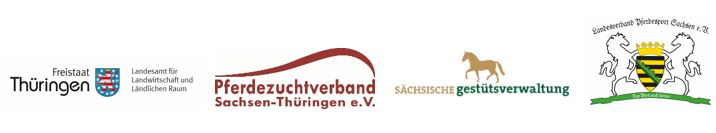 Freistaat
Thüringen
Landesamt für
Landwirtschaft und
Ländlichen Raum
Pferdezuchtverband
Sachsen-Thüringen e.V.
SÄCHSISCHE gestütsverwaltung
Landesverband Pferdesport Sachsen e.V.